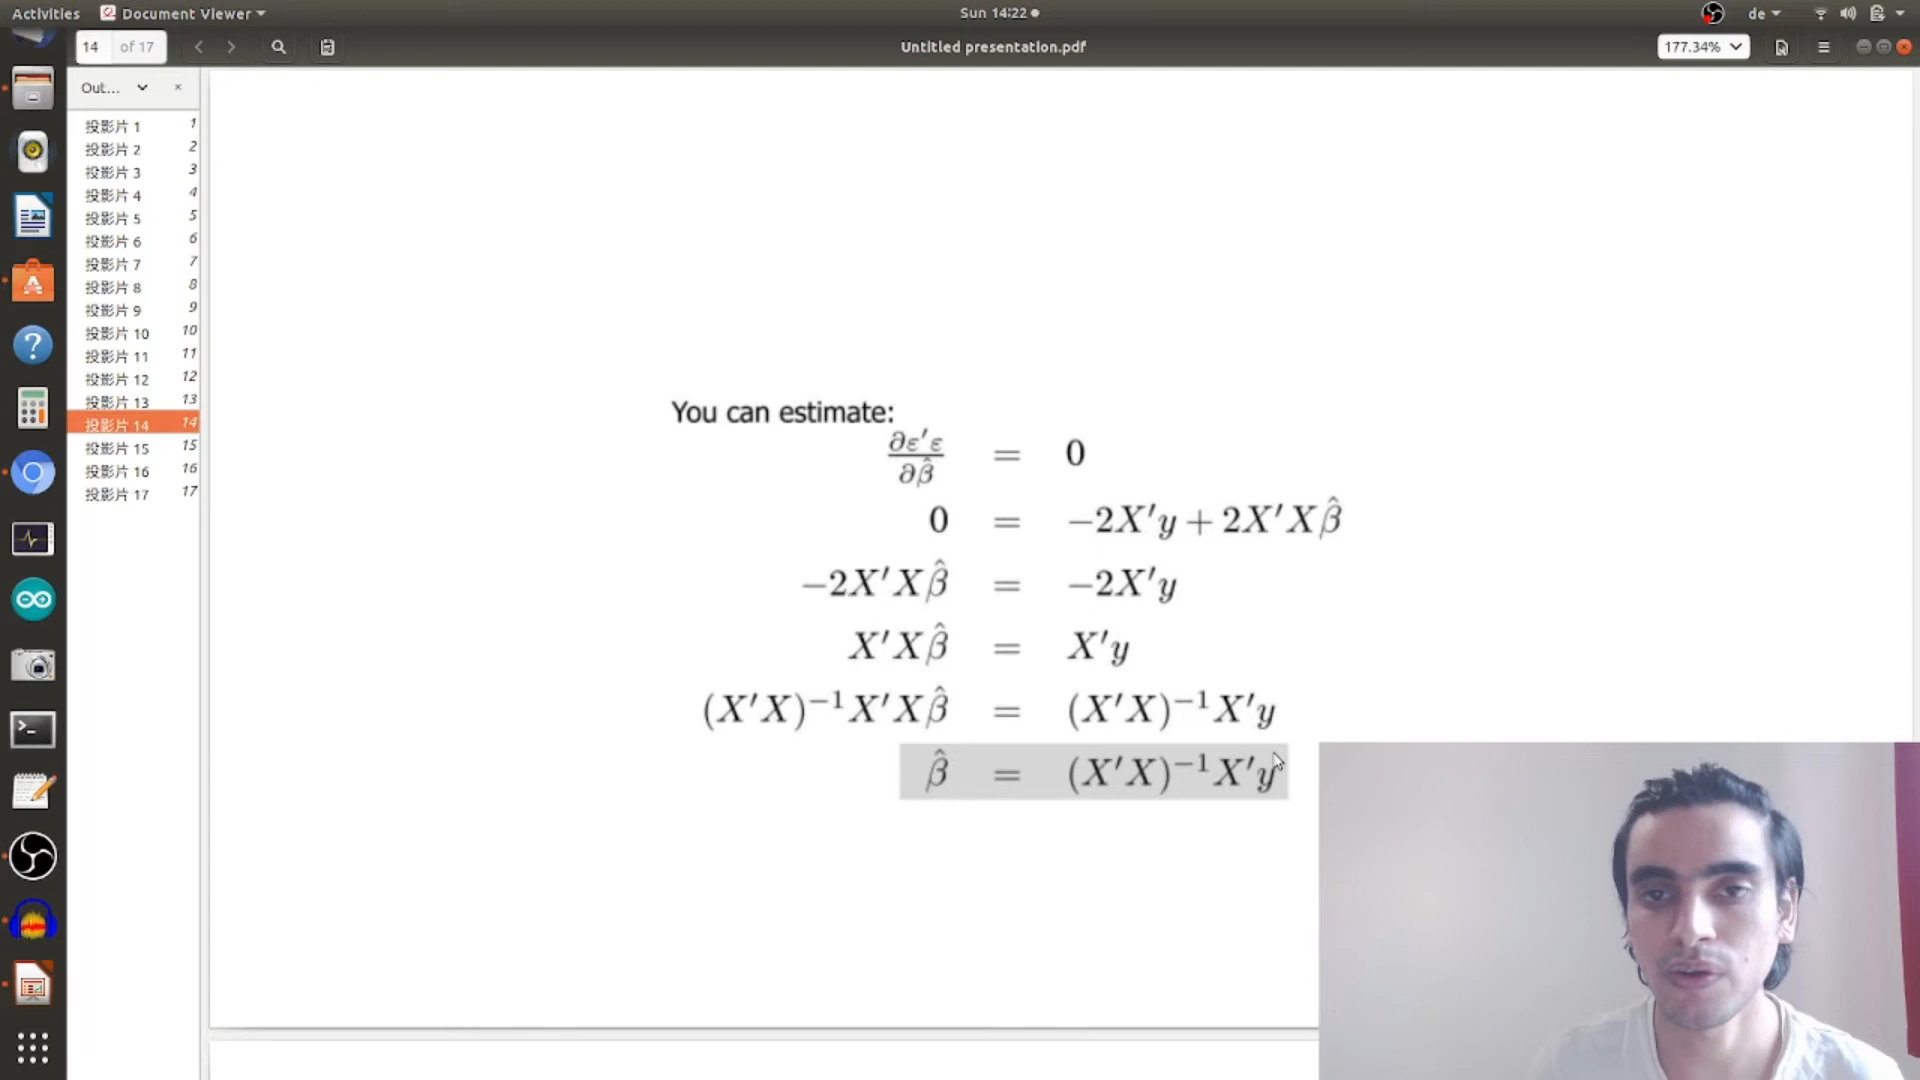 Activities Document Viewer Sun 14:22 de
14 of 17 Untitled presentation.pdf 177.34%
Out...
投影片 1 1
投影片 2 2
投影片 3 3
投影片 4 4
投影片 5 5
投影片 6 6
投影片 7 7
投影片 8 8
投影片 9 9
投影片 10 10
投影片 11 11
投影片 12 12
投影片 13 13
投影片 14 14
投影片 15 15
投影片 16 16
投影片 17 17
You can estimate:
∂ε′ε/∂β̂ = 0
0 = −2X′y + 2X′Xβ̂
−2X′Xβ̂ = −2X′y
X′Xβ̂ = X′y
(X′X)⁻¹X′Xβ̂ = (X′X)⁻¹X′y
β̂ = (X′X)⁻¹X′y